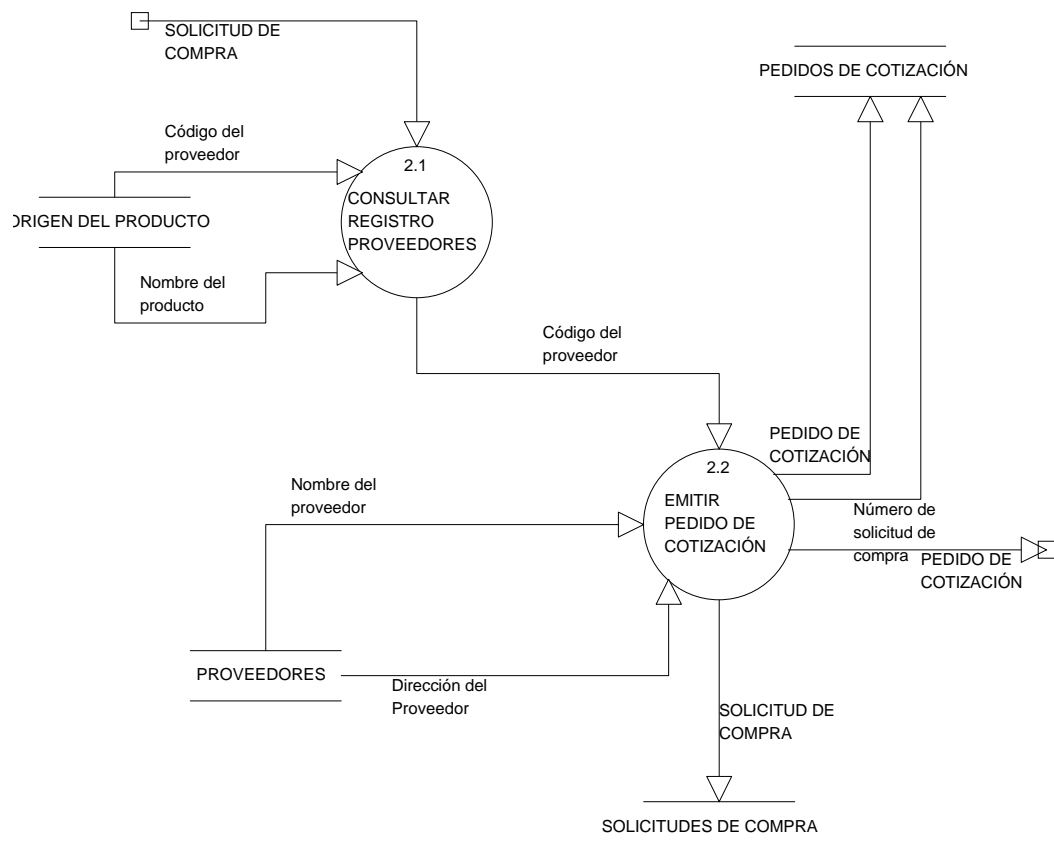 SOLICITUD DE
COMPRA
PEDIDOS DE COTIZACIÓN
Código del
proveedor
2.1
CONSULTAR
REGISTRO
PROVEEDORES
ORIGEN DEL PRODUCTO
Nombre del
producto
Código del
proveedor
PEDIDO DE
COTIZACIÓN
2.2
EMITIR
PEDIDO DE
COTIZACIÓN
Nombre del
proveedor
Número de
solicitud de
compra
PEDIDO DE
COTIZACIÓN
PROVEEDORES
Dirección del
Proveedor
SOLICITUD DE
COMPRA
SOLICITUDES DE COMPRA